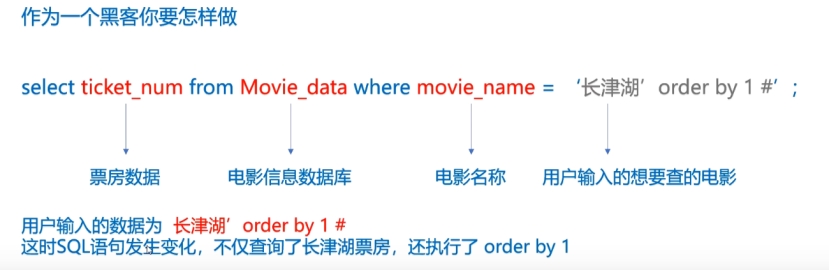 作为一个黑客你要怎样做
select ticket_num from Movie_data where movie_name = ‘长津湖’order by 1 #’;
票房数据 电影信息数据库 电影名称 用户输入的想要查的电影
用户输入的数据为 长津湖’order by 1 #
这时SQL语句发生变化，不仅查询了长津湖票房，还执行了 order by 1